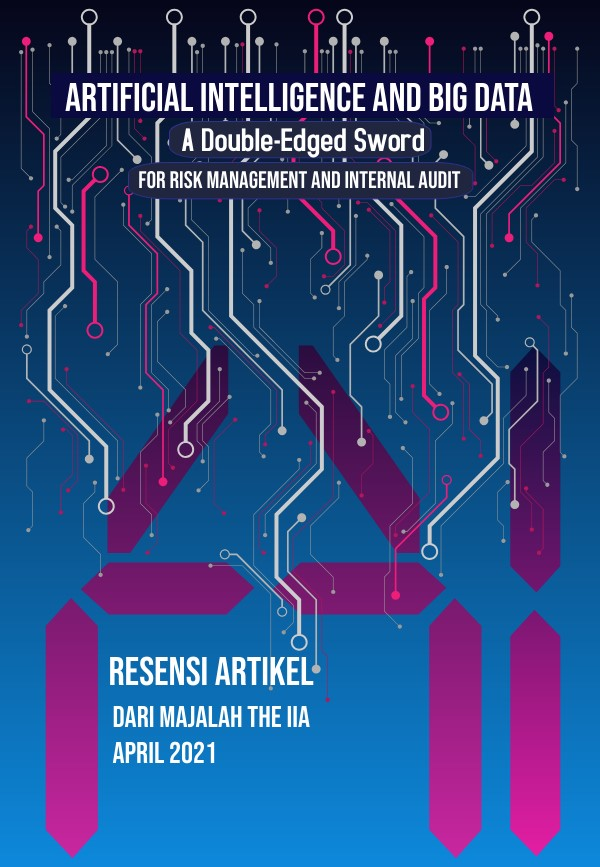 ARTIFICIAL INTELLIGENCE AND BIG DATA
A Double-Edged Sword
FOR RISK MANAGEMENT AND INTERNAL AUDIT
RESENSI ARTIKEL
DARI MAJALAH THE IIA
APRIL 2021